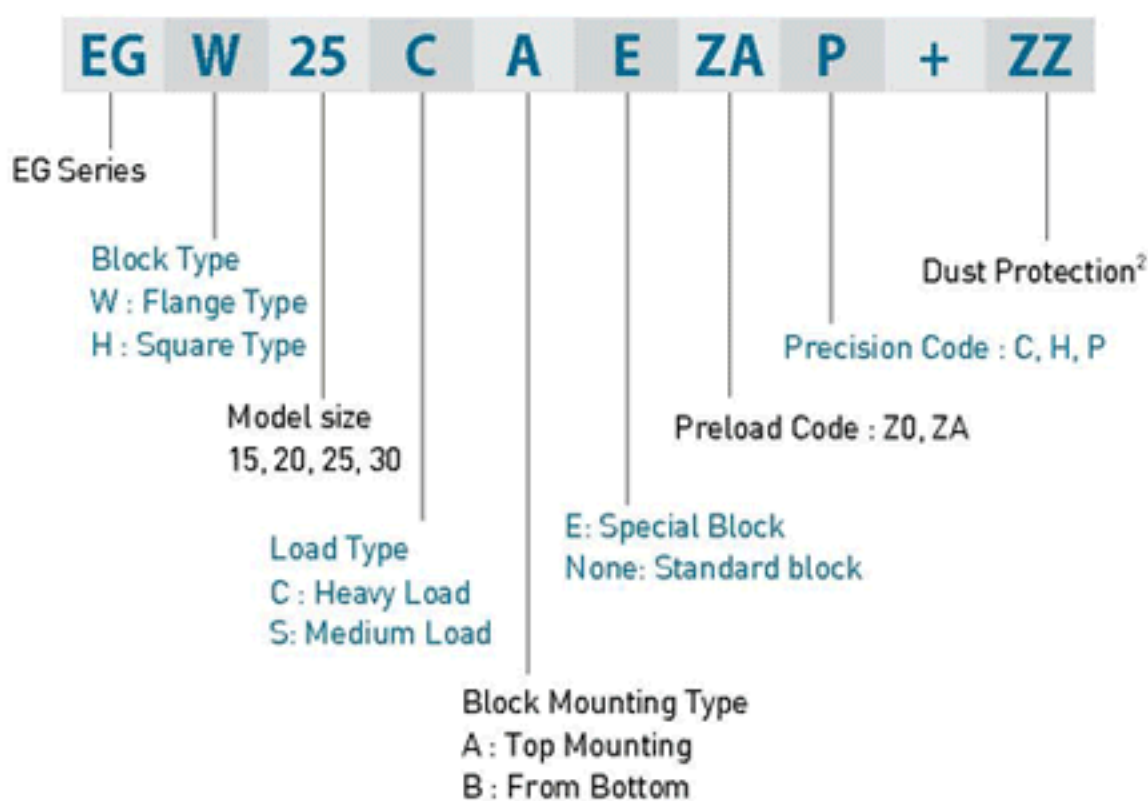 EG W 25 C A E ZA P + ZZ
EG Series
Block Type
W : Flange Type
H : Square Type
Dust Protection²
Precision Code : C, H, P
Model size
15, 20, 25, 30
Preload Code : Z0, ZA
Load Type
C : Heavy Load
S: Medium Load
E: Special Block
None: Standard block
Block Mounting Type
A : Top Mounting
B : From Bottom